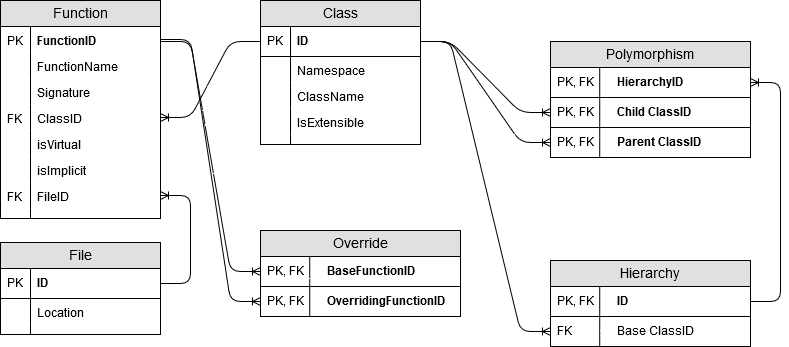 Function
PK FunctionID
FunctionName
Signature
FK ClassID
isVirtual
isImplicit
FK FileID
Class
PK ID
Namespace
ClassName
IsExtensible
Polymorphism
PK, FK HierarchyID
PK, FK Child ClassID
PK, FK Parent ClassID
File
PK ID
Location
Override
PK, FK BaseFunctionID
PK, FK OverridingFunctionID
Hierarchy
PK, FK ID
FK Base ClassID